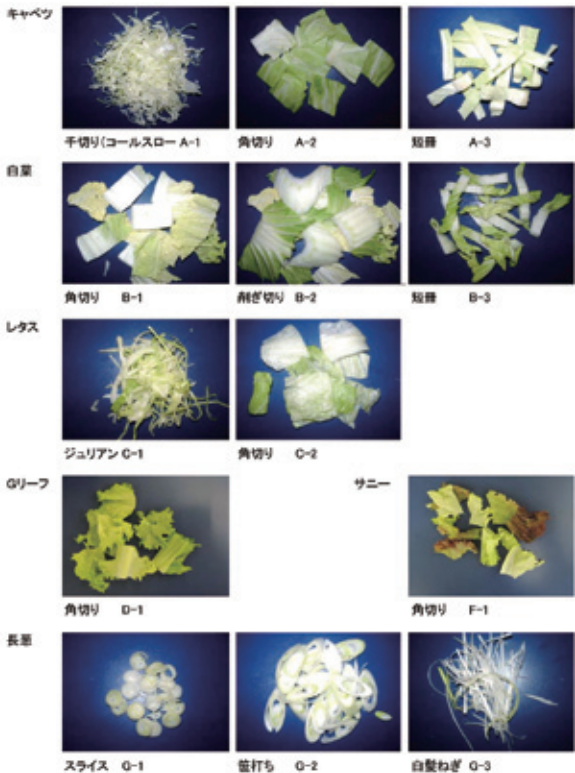 キャベツ
千切り(コールスロー A-1
角切り A-2
短冊 A-3
白菜
角切り B-1
削ぎ切り B-2
短冊 B-3
レタス
ジュリアン C-1
角切り C-2
Gリーフ
サニー
角切り D-1
角切り F-1
長葱
スライス G-1
笹打ち G-2
白髪ねぎ G-3